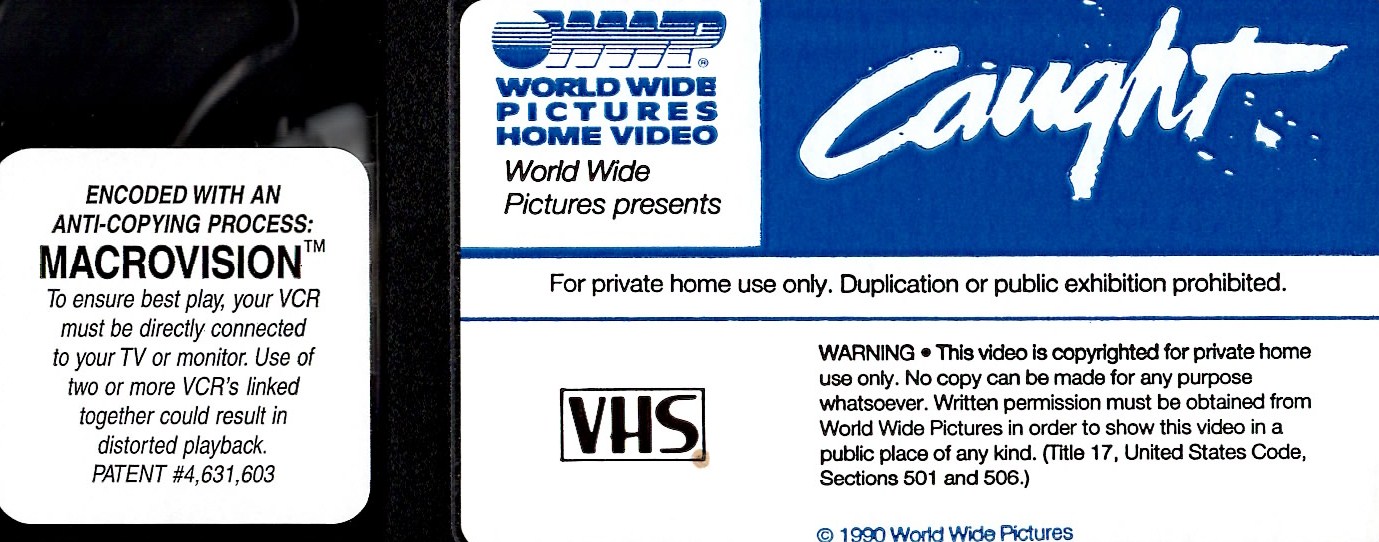 ENCODED WITH AN
ANTI-COPYING PROCESS:
MACROVISION™
To ensure best play, your VCR
must be directly connected
to your TV or monitor. Use of
two or more VCR's linked
together could result in
distorted playback.
PATENT #4,631,603
WWP®
WORLD WIDE
PICTURES
HOME VIDEO
World Wide
Pictures presents
Caught
For private home use only. Duplication or public exhibition prohibited.
VHS
WARNING • This video is copyrighted for private home
use only. No copy can be made for any purpose
whatsoever. Written permission must be obtained from
World Wide Pictures in order to show this video in a
public place of any kind. (Title 17, United States Code,
Sections 501 and 506.)
© 1990 World Wide Pictures